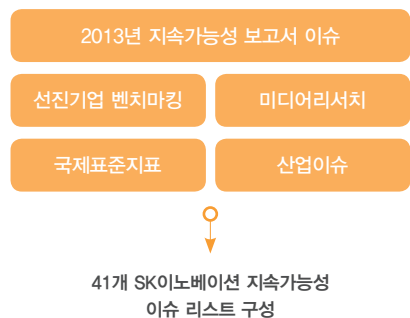 2013년 지속가능성 보고서 이슈
선진기업 벤치마킹
미디어리서치
국제표준지표
산업이슈
41개 SK이노베이션 지속가능성
이슈 리스트 구성